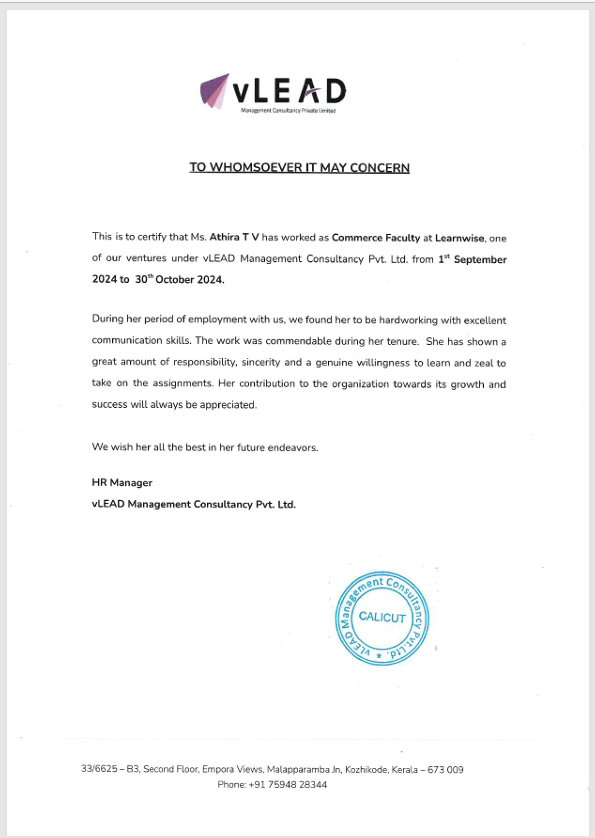 vLEAD
Management Consultancy Private Limited
TO WHOMSOEVER IT MAY CONCERN
This is to certify that Ms. Athira T V has worked as Commerce Faculty at Learnwise, one
of our ventures under vLEAD Management Consultancy Pvt. Ltd. from 1st September
2024 to 30th October 2024.
During her period of employment with us, we found her to be hardworking with excellent
communication skills. The work was commendable during her tenure. She has shown a
great amount of responsibility, sincerity and a genuine willingness to learn and zeal to
take on the assignments. Her contribution to the organization towards its growth and
success will always be appreciated.
We wish her all the best in her future endeavors.
HR Manager
vLEAD Management Consultancy Pvt. Ltd.
vLEAD Management Consultancy Pvt.Ltd. *
CALICUT
33/6625 – B3, Second Floor, Empora Views, Malapparamba Jn, Kozhikode, Kerala – 673 009
Phone: +91 75948 28344